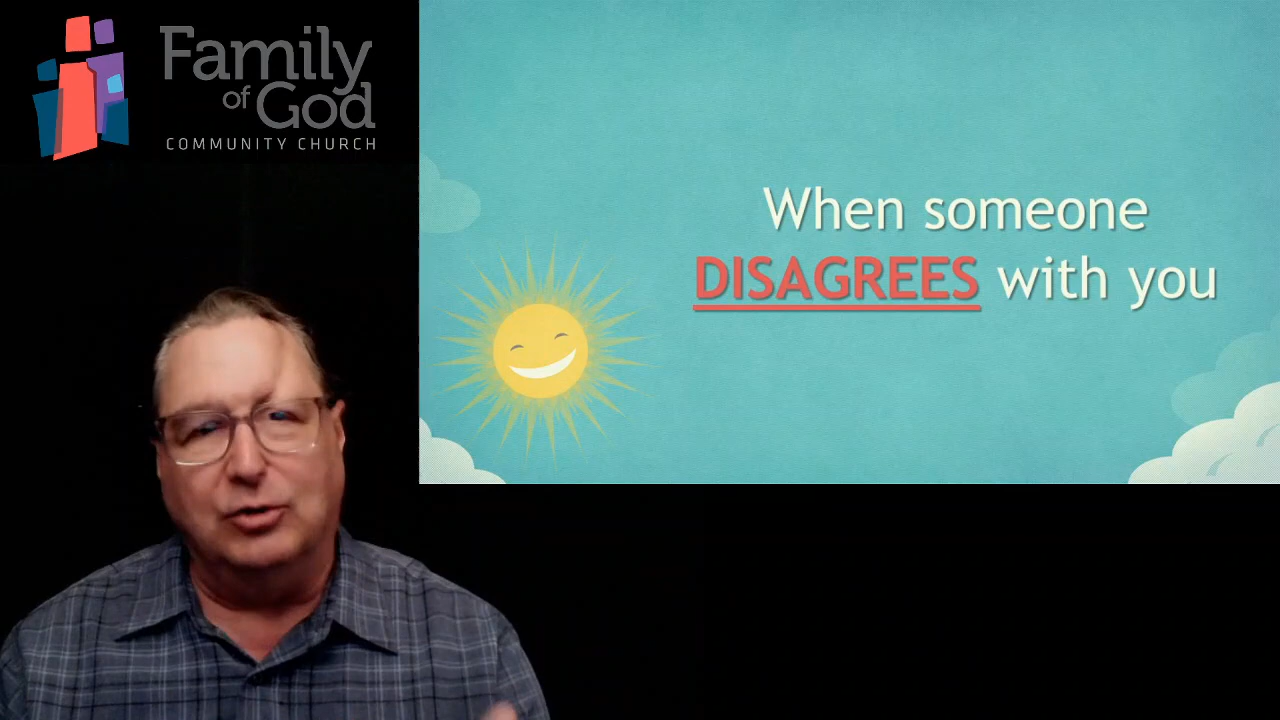 Family
of
God
COMMUNITY CHURCH
When someone
DISAGREES with you